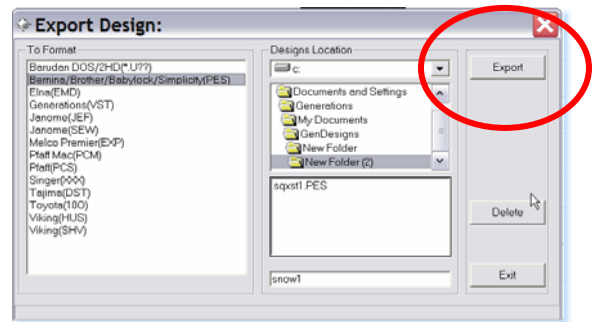 Export Design:
To Format
Barudan DOS/2HD(*.U??)
Bernina/Brother/Babylock/Simplicity(PES)
Elna(EMD)
Generations(VST)
Janome(JEF)
Janome(SEW)
Melco Premier(EXP)
Pfaff Mac(PCM)
Pfaff(PCS)
Singer(XXX)
Tajima(DST)
Toyota(100)
Viking(HUS)
Viking(SHV)
Designs Location
c:
Documents and Settings
Generations
My Documents
GenDesigns
New Folder
New Folder (2)
sqxst1.PES
snow1
Export
Delete
Exit